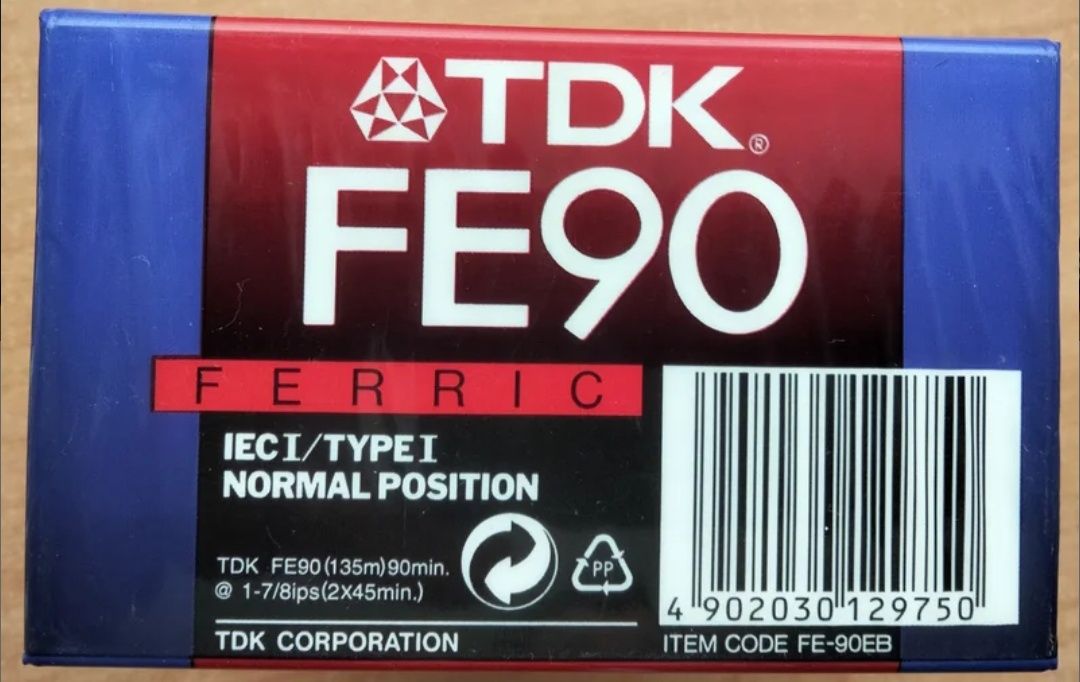 TDK®
FE90
FERRIC
IEC I/TYPE I
NORMAL POSITION
PP
TDK FE90 (135m) 90min.
@ 1-7/8ips (2X45min.)
4 902030 129750
TDK CORPORATION
ITEM CODE FE-90EB